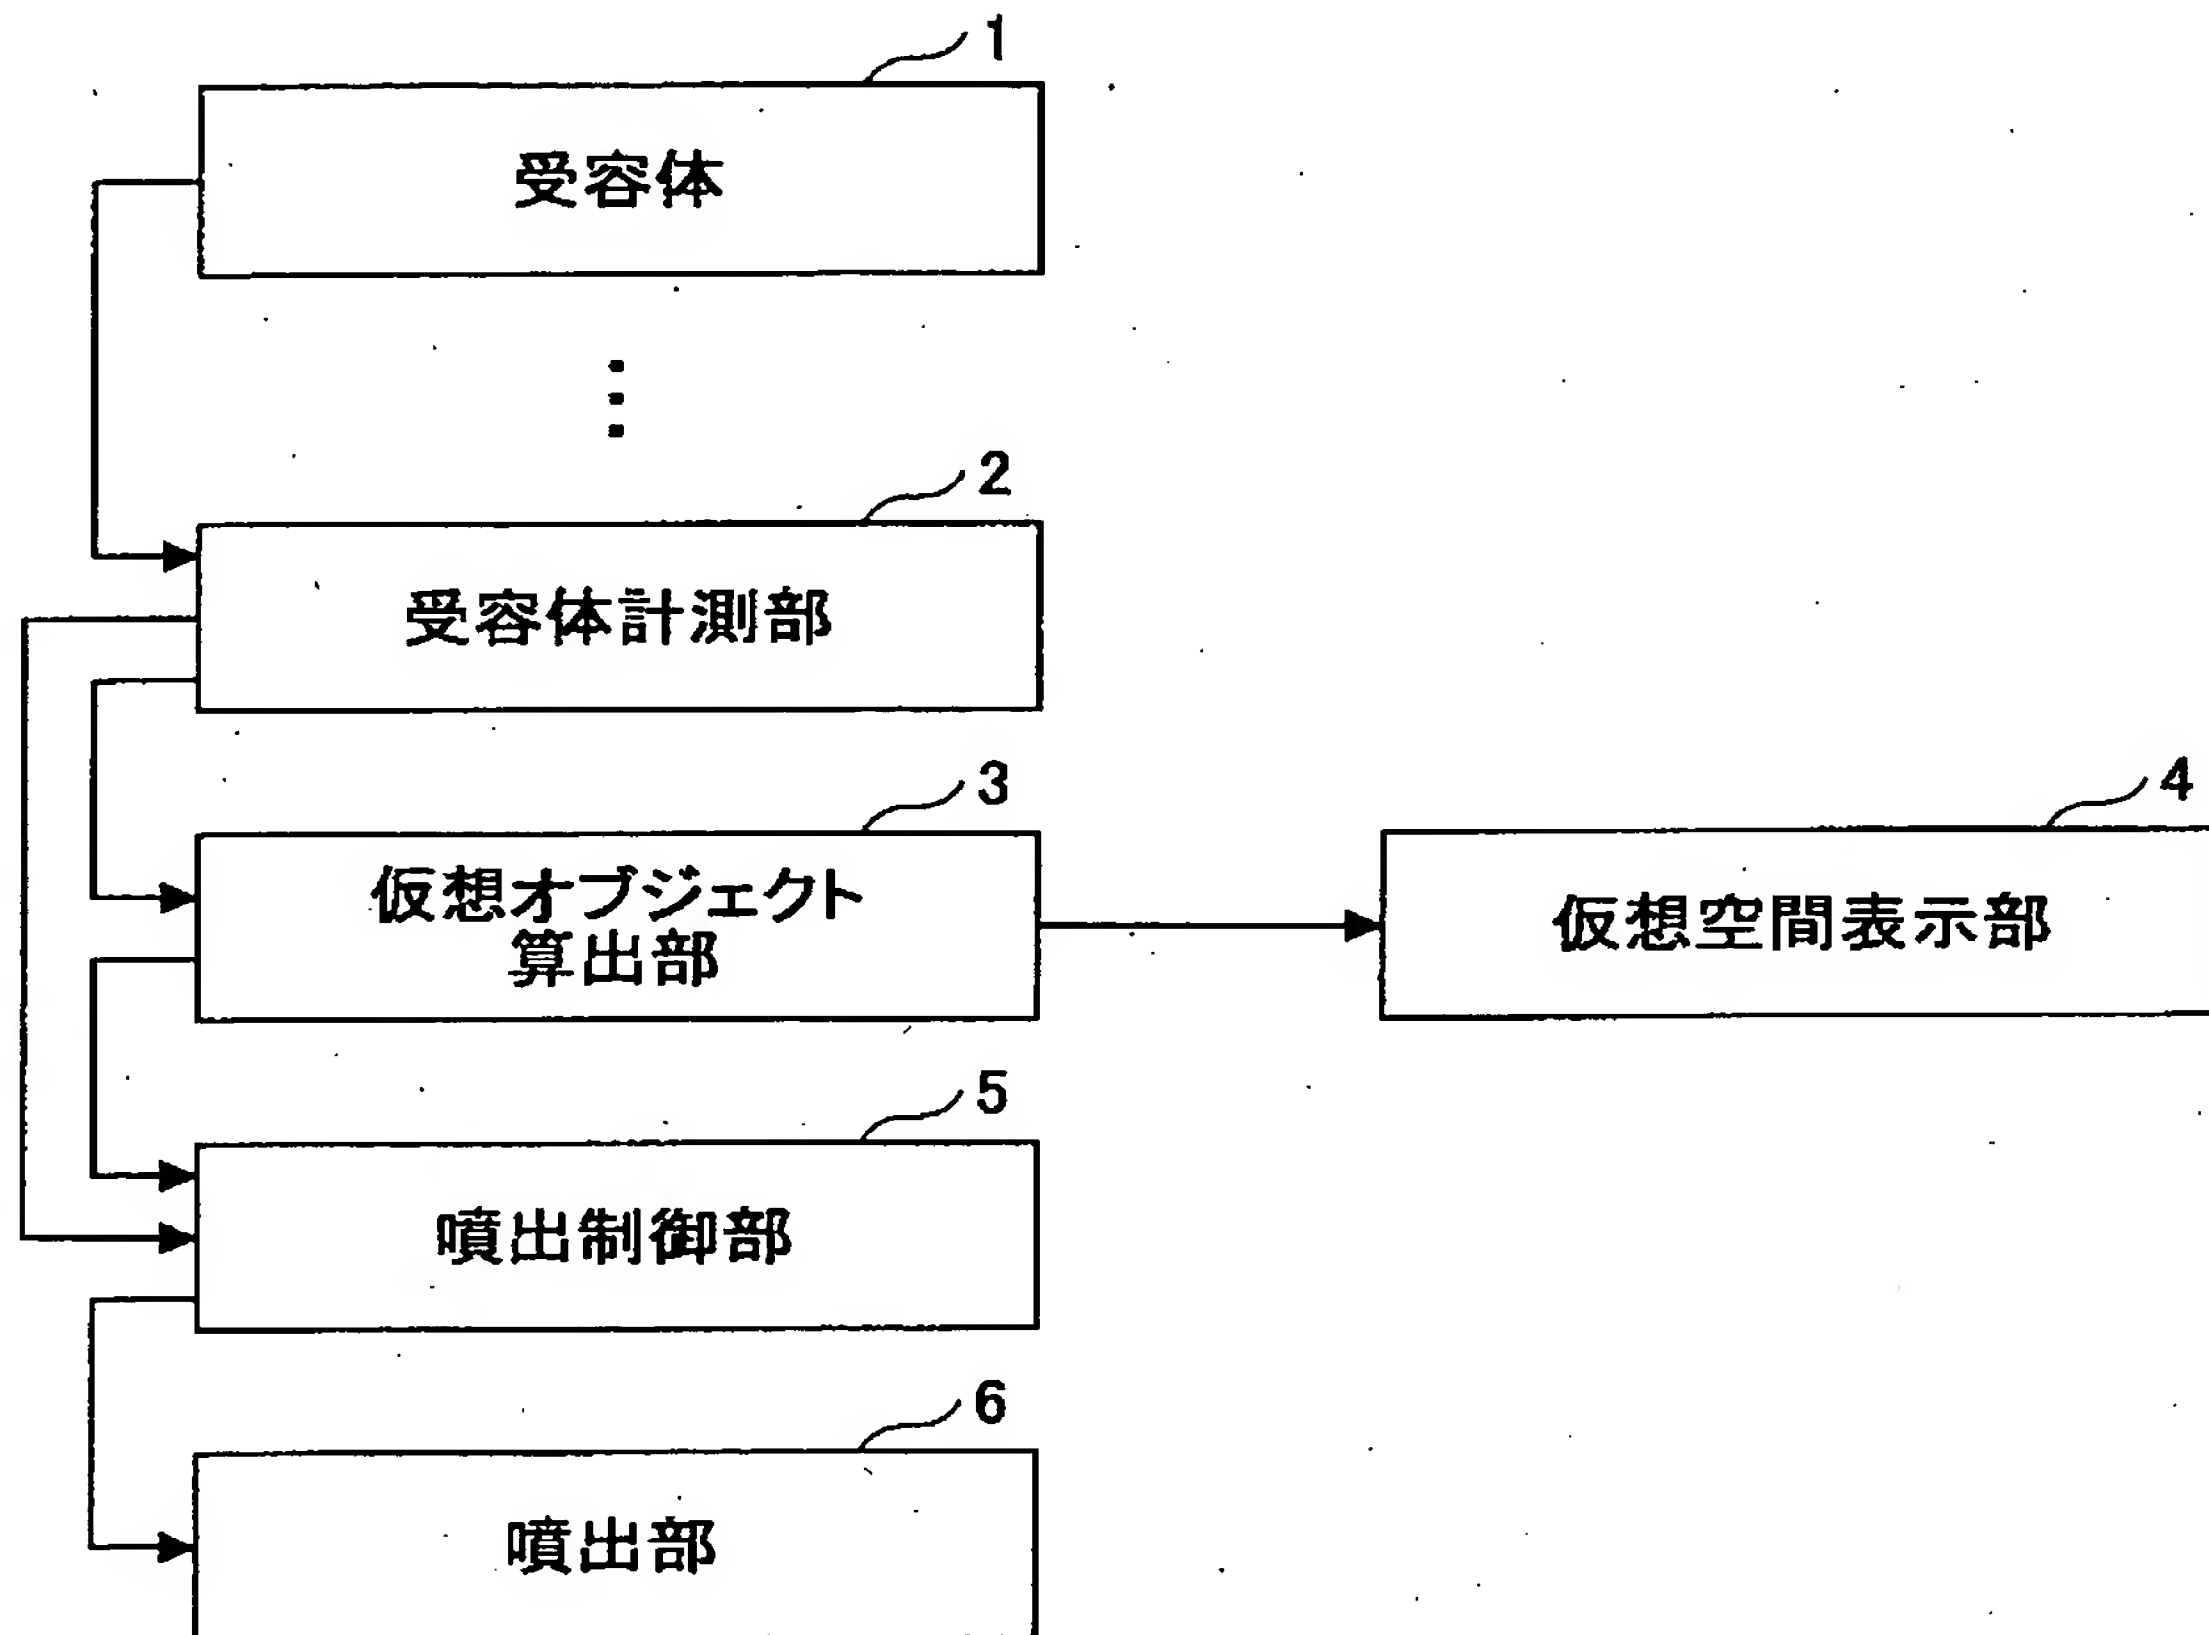 1
受容体
2
受容体計測部
3
仮想オブジェクト
算出部
4
仮想空間表示部
5
噴出制御部
6
噴出部